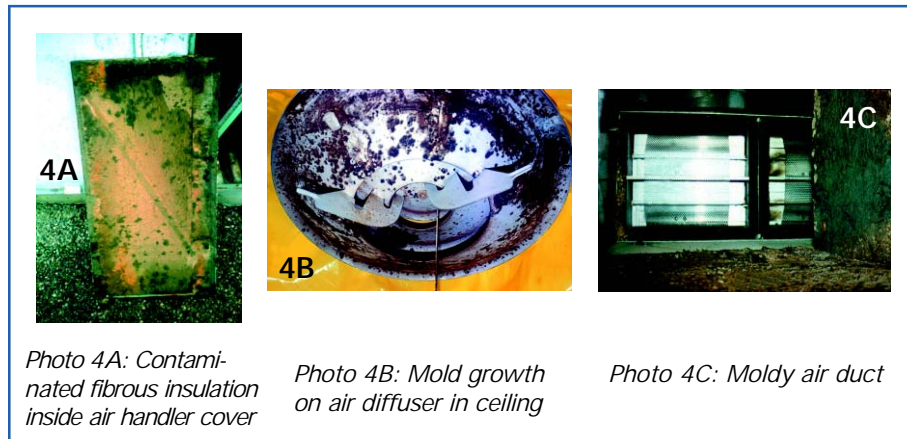 4A
4B
4C
Photo 4A: Contami-
nated fibrous insulation
inside air handler cover
Photo 4B: Mold growth
on air diffuser in ceiling
Photo 4C: Moldy air duct